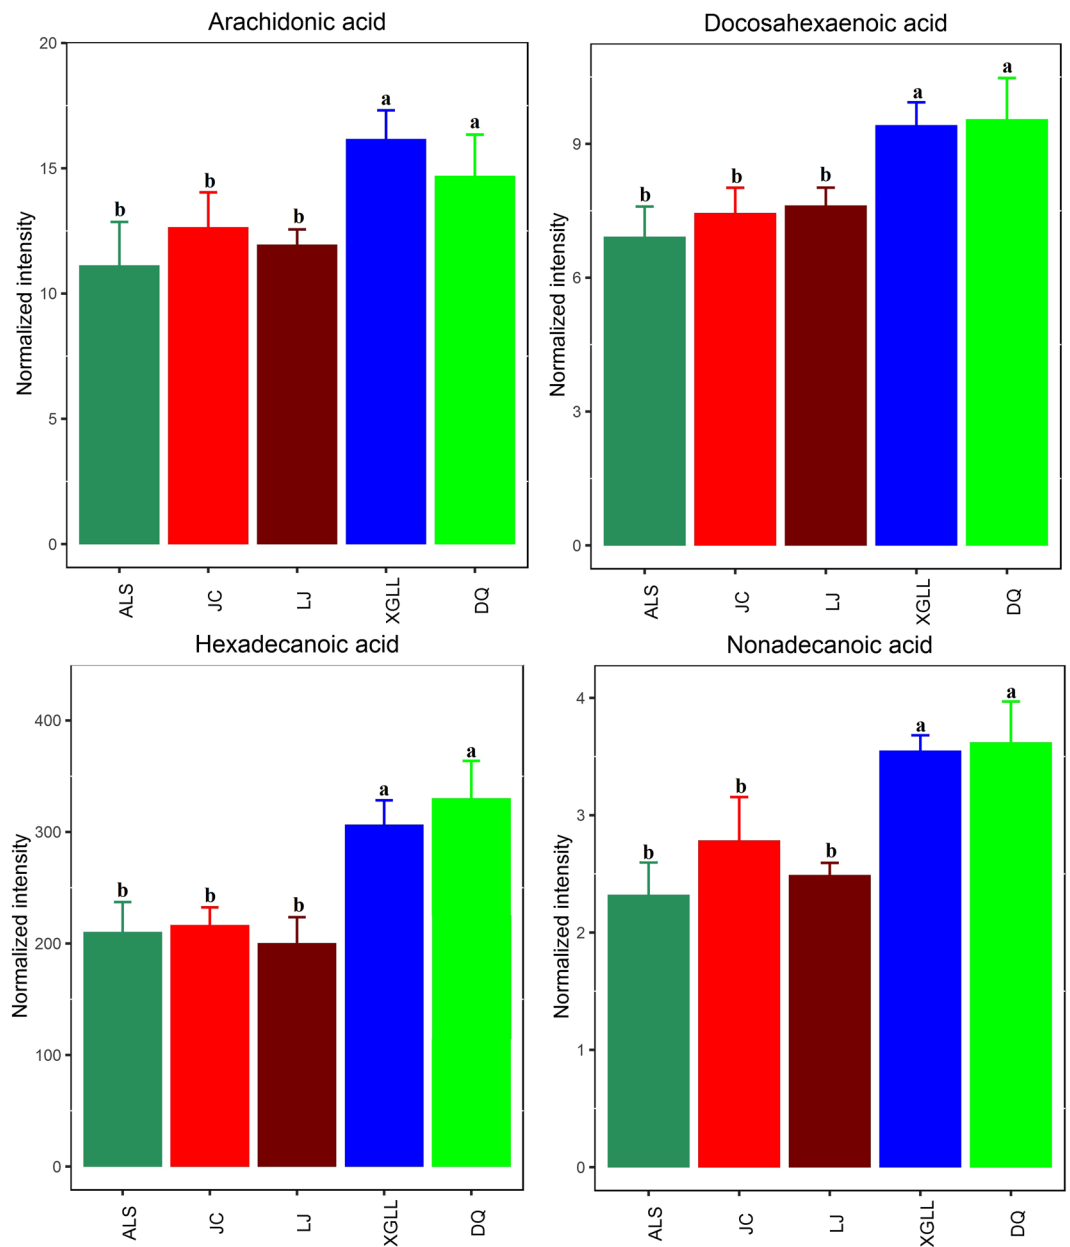 Arachidonic acid
Normalized intensity
20
15
10
5
0
b
b
b
a
a
ALS
JC
LJ
XGLL
DQ
Docosahexaenoic acid
Normalized intensity
9
6
3
0
b
b
b
a
a
ALS
JC
LJ
XGLL
DQ
Hexadecanoic acid
Normalized intensity
400
300
200
100
0
b
b
b
a
a
ALS
JC
LJ
XGLL
DQ
Nonadecanoic acid
Normalized intensity
4
3
2
1
0
b
b
b
a
a
ALS
JC
LJ
XGLL
DQ